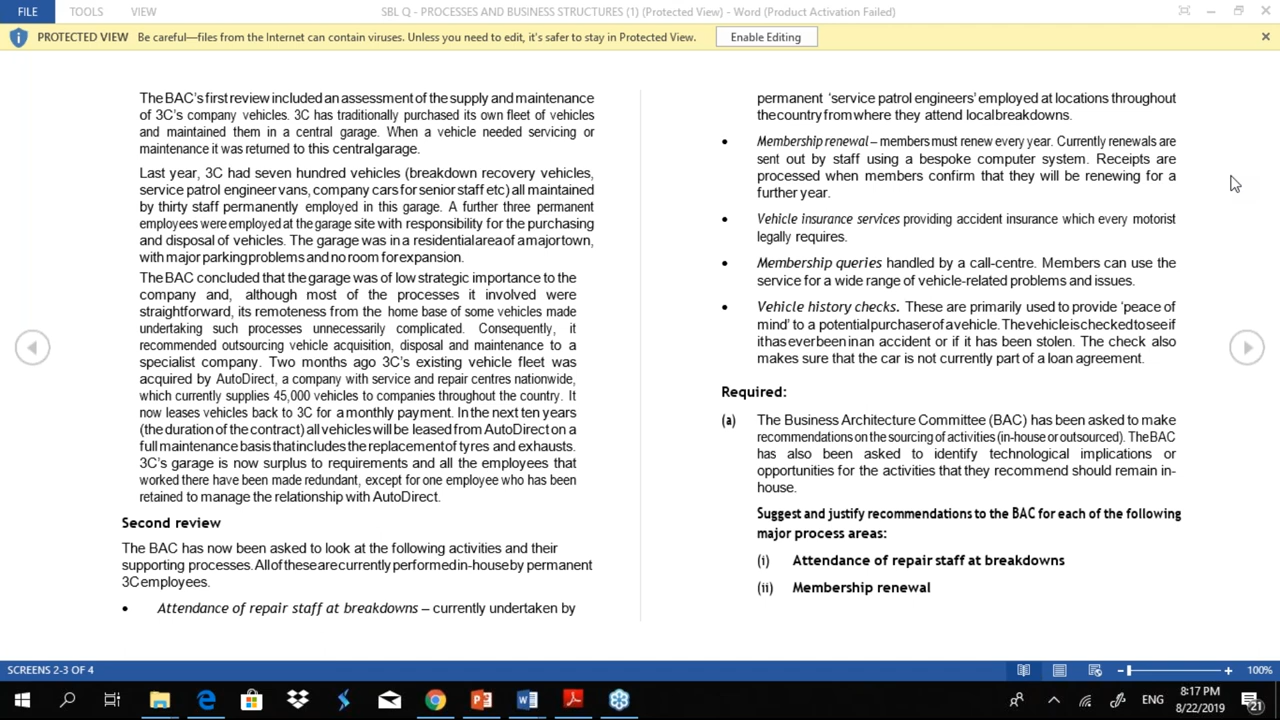 FILE TOOLS VIEW
SBL Q - PROCESSES AND BUSINESS STRUCTURES (1) (Protected View) - Word (Product Activation Failed)
PROTECTED VIEW Be careful—files from the Internet can contain viruses. Unless you need to edit, it's safer to stay in Protected View. Enable Editing
The BAC's first review included an assessment of the supply and maintenance
of 3C's company vehicles. 3C has traditionally purchased its own fleet of vehicles
and maintained them in a central garage. When a vehicle needed servicing or
maintenance it was returned to this centralgarage.
Last year, 3C had seven hundred vehicles (breakdown recovery vehicles,
service patrol engineer vans, company cars for senior staff etc) all maintained
by thirty staff permanently employed in this garage. A further three permanent
employees were employed at the garage site with responsibility for the purchasing
and disposal of vehicles. The garage was in a residential area of a major town,
with major parking problems and no room for expansion.
The BAC concluded that the garage was of low strategic importance to the
company and, although most of the processes it involved were
straightforward, its remoteness from the home base of some vehicles made
undertaking such processes unnecessarily complicated. Consequently, it
recommended outsourcing vehicle acquisition, disposal and maintenance to a
specialist company. Two months ago 3C's existing vehicle fleet was
acquired by AutoDirect, a company with service and repair centres nationwide,
which currently supplies 45,000 vehicles to companies throughout the country. It
now leases vehicles back to 3C for a monthly payment. In the next ten years
(the duration of the contract) all vehicles will be leased from AutoDirect on a
full maintenance basis that includes the replacement of tyres and exhausts.
3C's garage is now surplus to requirements and all the employees that
worked there have been made redundant, except for one employee who has been
retained to manage the relationship with AutoDirect.
Second review
The BAC has now been asked to look at the following activities and their
supporting processes. All of these are currently performed in-house by permanent
3C employees.
• Attendance of repair staff at breakdowns – currently undertaken by
permanent 'service patrol engineers' employed at locations throughout
the country from where they attend local breakdowns.
• Membership renewal – members must renew every year. Currently renewals are
sent out by staff using a bespoke computer system. Receipts are
processed when members confirm that they will be renewing for a
further year.
• Vehicle insurance services providing accident insurance which every motorist
legally requires.
• Membership queries handled by a call-centre. Members can use the
service for a wide range of vehicle-related problems and issues.
• Vehicle history checks. These are primarily used to provide 'peace of
mind' to a potential purchaser of a vehicle. The vehicle is checked to see if
it has ever been in an accident or if it has been stolen. The check also
makes sure that the car is not currently part of a loan agreement.
Required:
(a) The Business Architecture Committee (BAC) has been asked to make
recommendations on the sourcing of activities (in-house or outsourced). The BAC
has also been asked to identify technological implications or
opportunities for the activities that they recommend should remain in-
house.
Suggest and justify recommendations to the BAC for each of the following
major process areas:
(i) Attendance of repair staff at breakdowns
(ii) Membership renewal
SCREENS 2-3 OF 4
100%
ENG
8:17 PM
8/22/2019
21